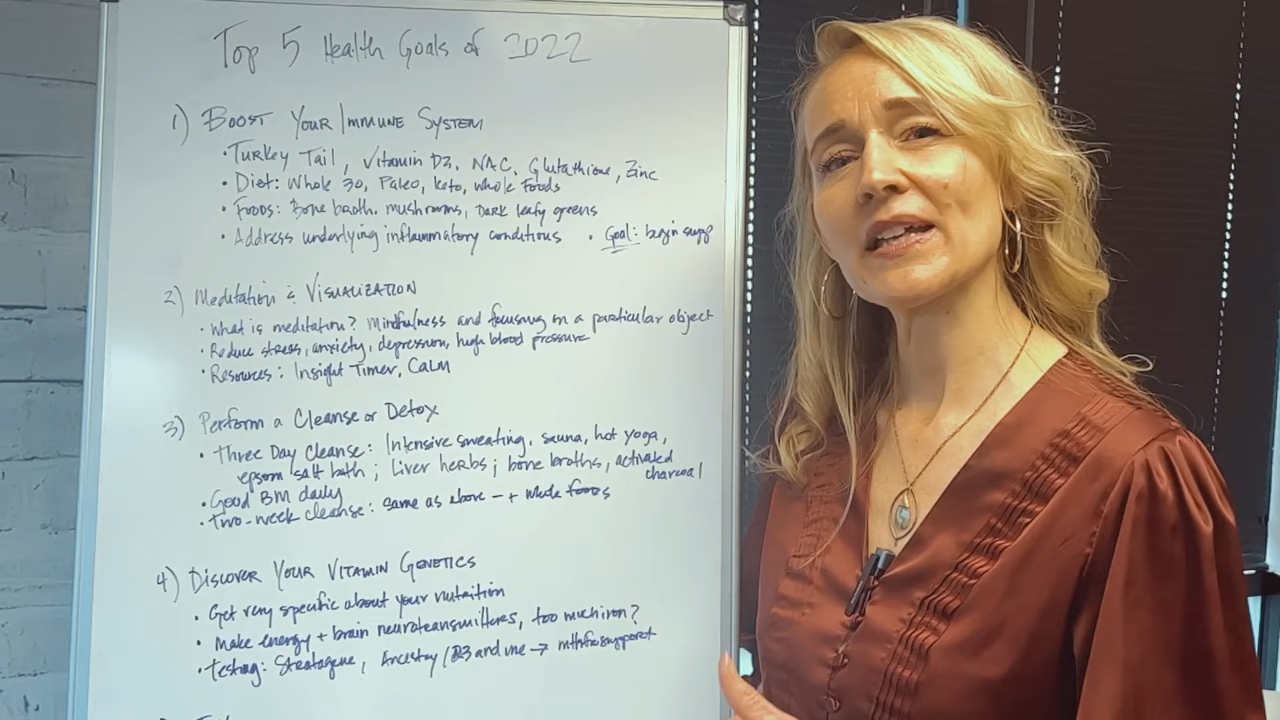 Top 5 Health Goals of 2022
1) Boost Your Immune System
• Turkey Tail, Vitamin D3, NAC, Glutathione, Zinc
• Diet: Whole 30, Paleo, keto, whole foods
• Foods: Bone broth, mushrooms, Dark leafy greens
• Address underlying inflammatory conditions • Goal: begin supp
2) Meditation & Visualization
• What is meditation? Mindfulness and focusing on a particular object
• Reduce stress, anxiety, depression, high blood pressure
• Resources: Insight Timer, Calm
3) Perform a Cleanse or Detox
• Three Day Cleanse: Intensive sweating, sauna, hot yoga,
epsom salt bath; Liver herbs; bone broths, activated
charcoal
• Good BM daily
• Two-week cleanse: same as above — + whole foods
4) Discover Your Vitamin Genetics
• Get very specific about your nutrition
• Make energy + brain neurotransmitters, too much iron?
• Testing: Stratagene, Ancestry / 23 and me → mthfrsupport